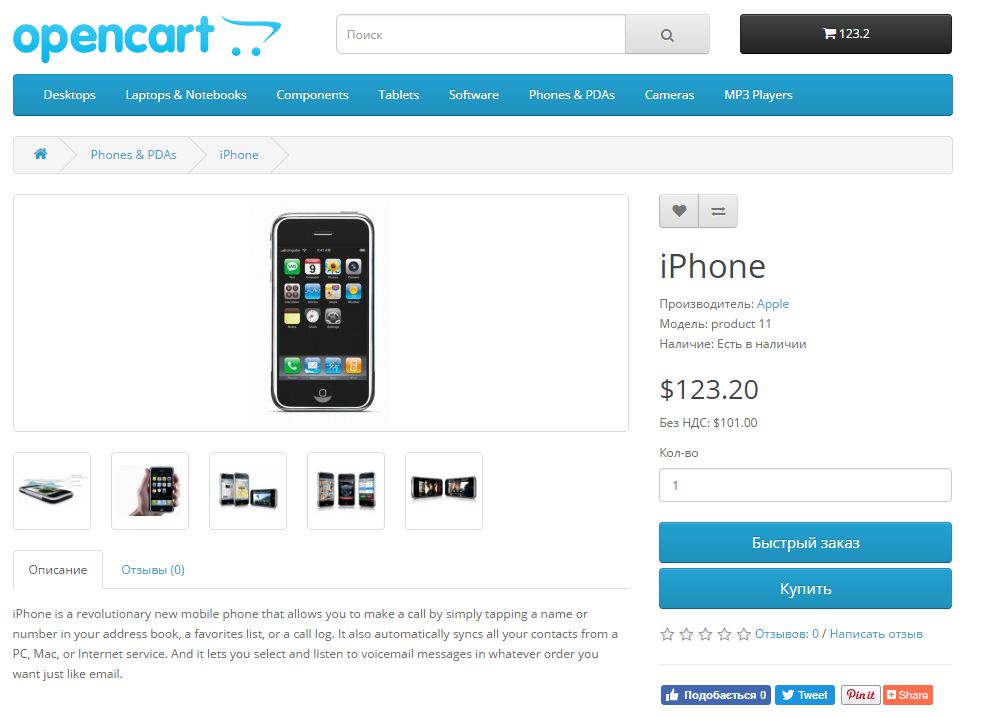 opencart
Поиск
123.2
Desktops Laptops & Notebooks Components Tablets Software Phones & PDAs Cameras MP3 Players
Phones & PDAs iPhone
iPhone
Производитель: Apple
Модель: product 11
Наличие: Есть в наличии
$123.20
Без НДС: $101.00
Кол-во
1
Быстрый заказ
Купить
Отзывов: 0 / Написать отзыв
Подобається 0 Tweet Pin it Share
Описание Отзывы (0)
iPhone is a revolutionary new mobile phone that allows you to make a call by simply tapping a name or
number in your address book, a favorites list, or a call log. It also automatically syncs all your contacts from a
PC, Mac, or Internet service. And it lets you select and listen to voicemail messages in whatever order you
want just like email.